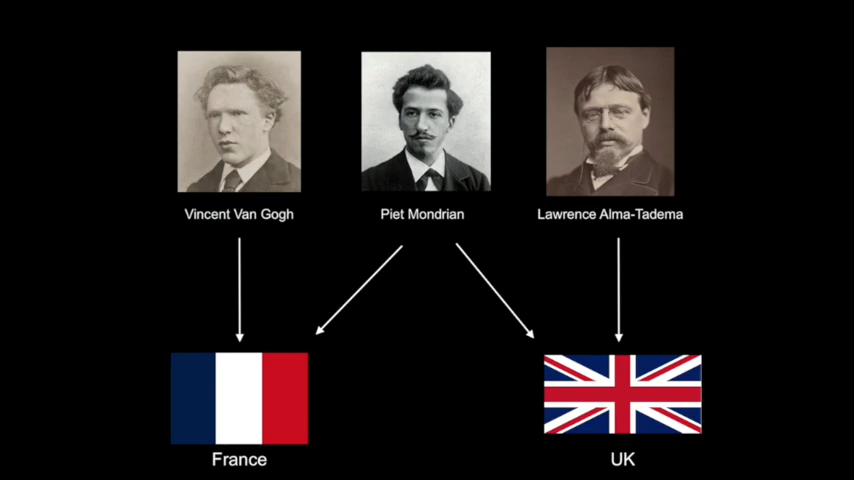 Vincent Van Gogh
Piet Mondrian
Lawrence Alma-Tadema
France
UK